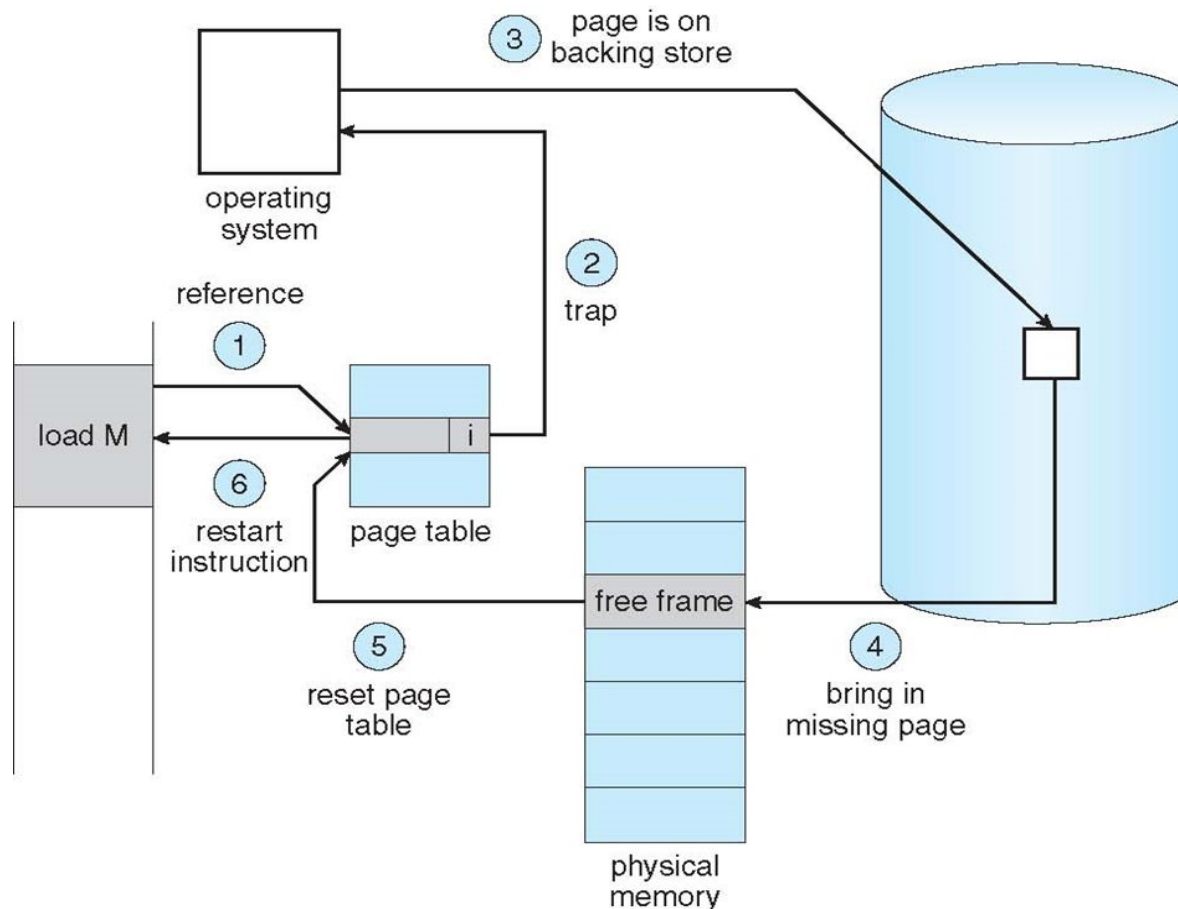 3
page is on
backing store
operating
system
2
trap
reference
1
load M
i
6
restart
instruction
page table
free frame
5
reset page
table
4
bring in
missing page
physical
memory